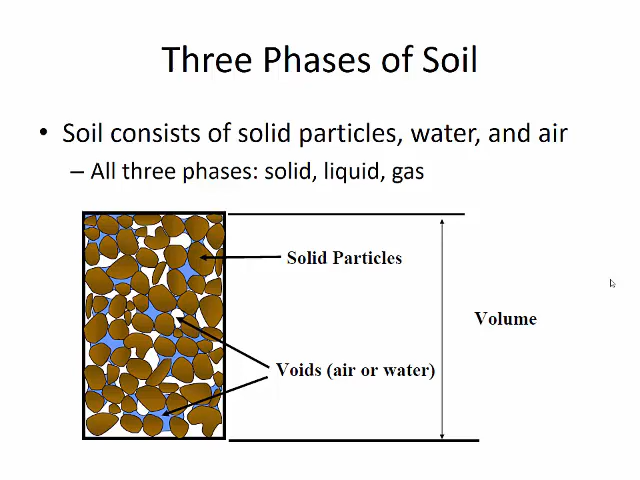 Three Phases of Soil
• Soil consists of solid particles, water, and air
– All three phases: solid, liquid, gas
Solid Particles
Volume
Voids (air or water)